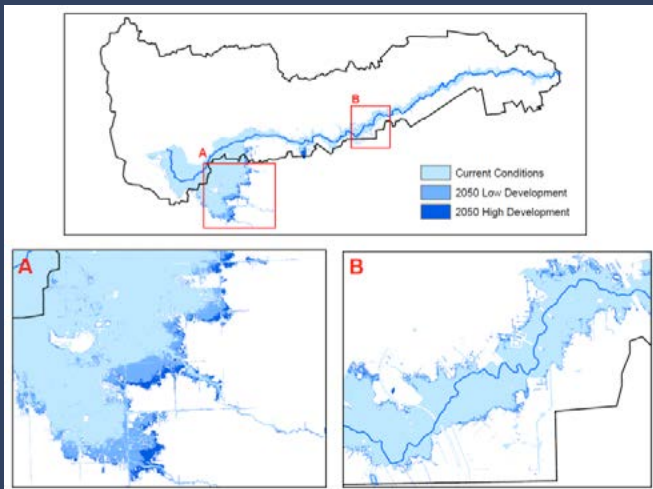 B
A
Current Conditions
2050 Low Development
2050 High Development
A
B